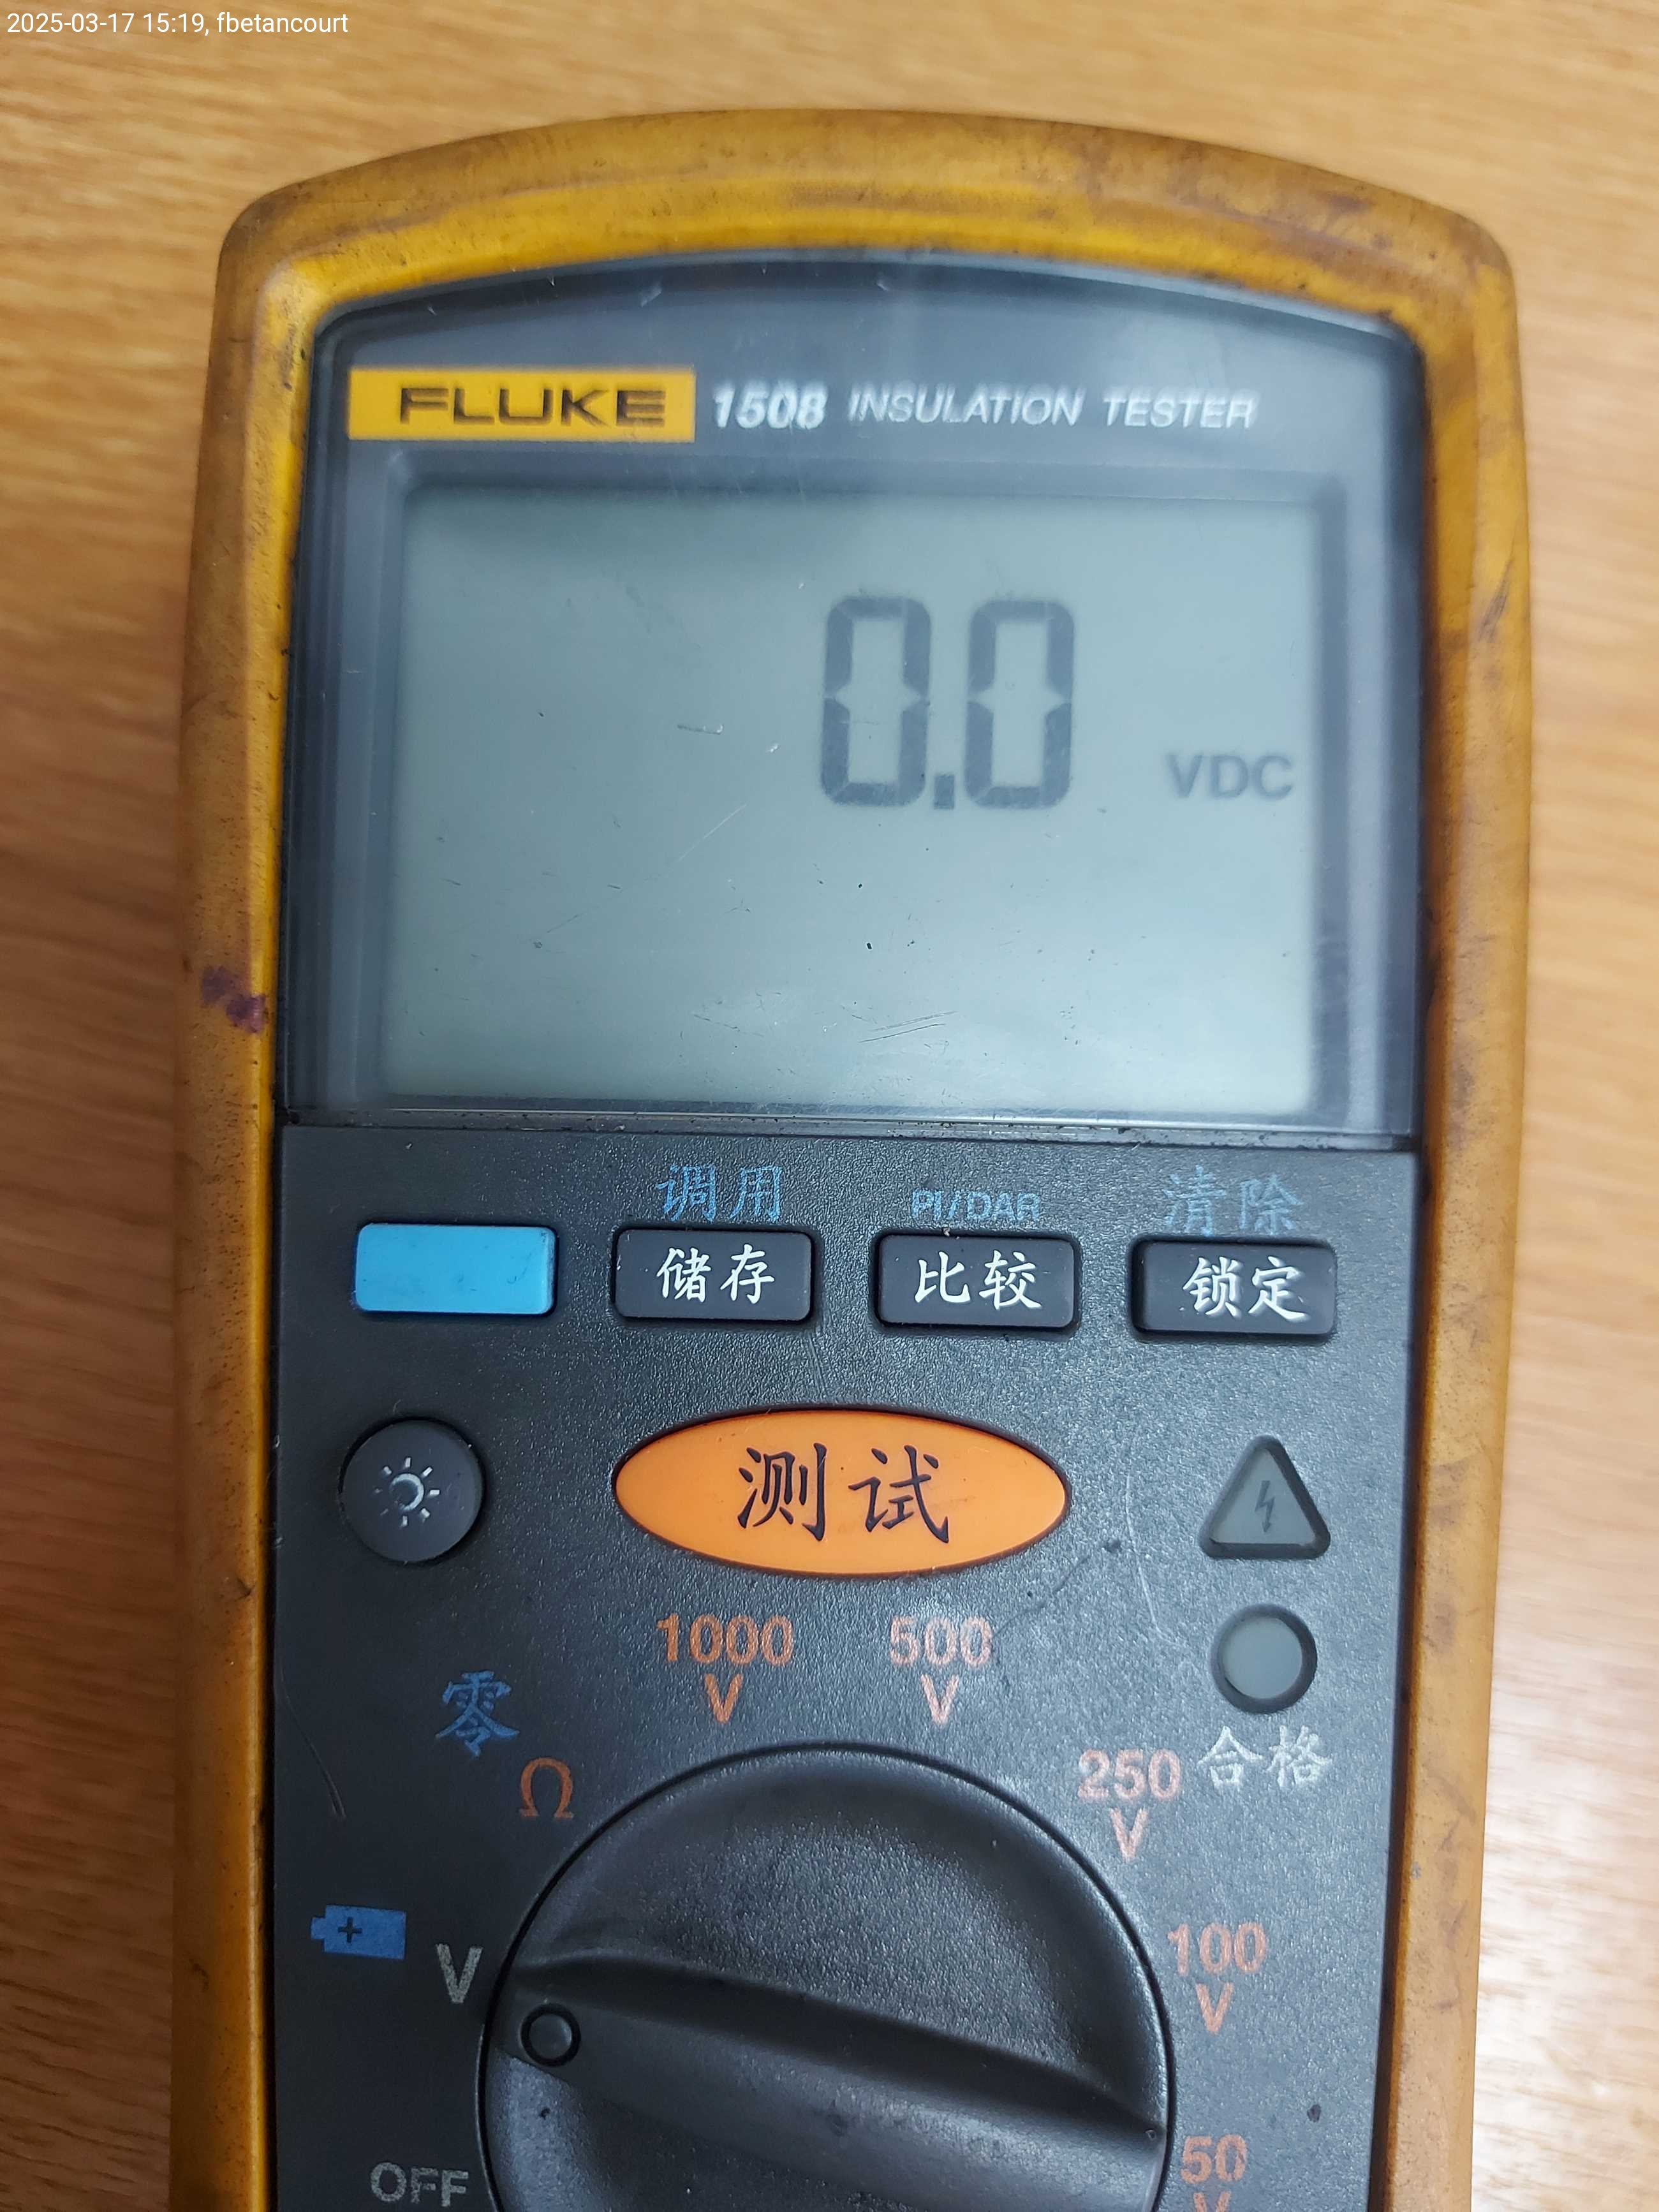 2025-03-17 15:19, fbetancourt
FLUKE 1508 INSULATION TESTER
0.0 VDC
调用 PI/DAR 清除
储存 比较 锁定
测试
1000 V
500 V
零
Ω
250 V
合格
V
100 V
OFF
50 V